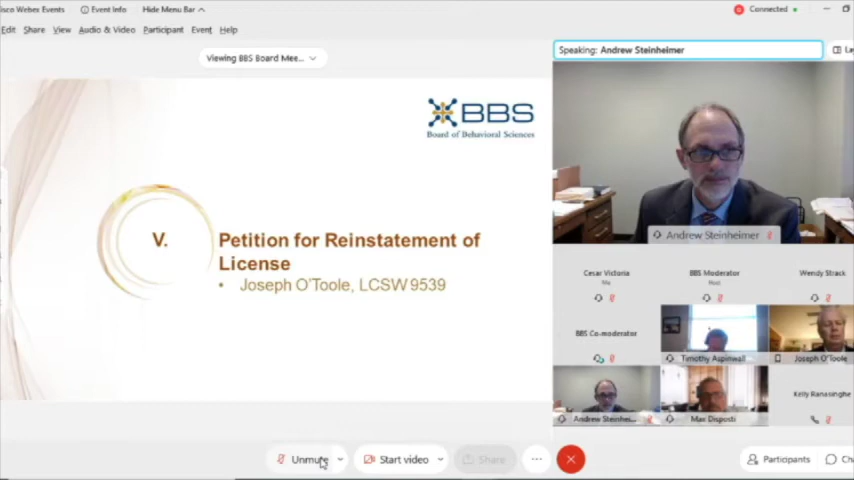 isco Webex Events
Event Info
Hide Menu Bar
Connected
Edit Share View Audio & Video Participant Event Help
Viewing BBS Board Mee...
Speaking: Andrew Steinheimer
BBS
Board of Behavioral Sciences
V.
Petition for Reinstatement of
License
• Joseph O'Toole, LCSW 9539
Andrew Steinheimer
Cesar Victoria
Me
BBS Moderator
Host
Wendy Strack
BBS Co-moderator
Timothy Aspinwall
Joseph O'Toole
Andrew Steinhei...
Max Disposti
Kelly Ranasinghe
Unmute
Start video
Share
...
Participants